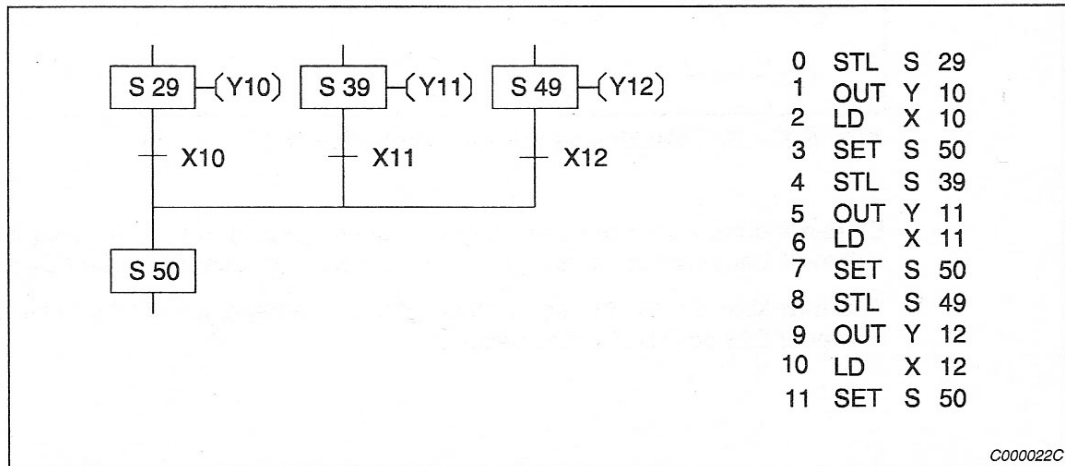 S 29 (Y10) S 39 (Y11) S 49 (Y12)
X10 X11 X12
S 50
0 STL S 29
1 OUT Y 10
2 LD X 10
3 SET S 50
4 STL S 39
5 OUT Y 11
6 LD X 11
7 SET S 50
8 STL S 49
9 OUT Y 12
10 LD X 12
11 SET S 50
C000022C